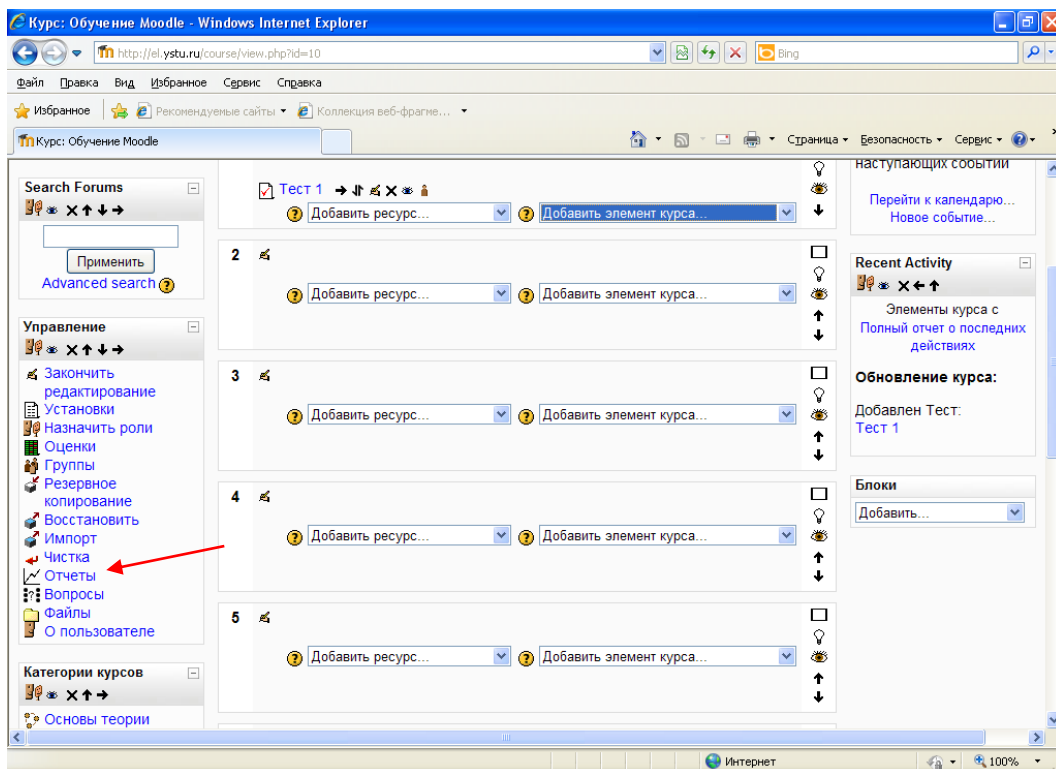 Курс: Обучение Moodle - Windows Internet Explorer
http://el.ystu.ru/course/view.php?id=10
Bing
Файл Правка Вид Избранное Сервис Справка
Избранное Рекомендуемые сайты Коллекция веб-фрагме...
Курс: Обучение Moodle
Страница Безопасность Сервис
Search Forums
Применить
Advanced search
Управление
Закончить
редактирование
Установки
Назначить роли
Оценки
Группы
Резервное
копирование
Восстановить
Импорт
Чистка
Отчеты
Вопросы
Файлы
О пользователе
Категории курсов
Основы теории
Тест 1
Добавить ресурс... Добавить элемент курса...
2
Добавить ресурс... Добавить элемент курса...
3
Добавить ресурс... Добавить элемент курса...
4
Добавить ресурс... Добавить элемент курса...
5
Добавить ресурс... Добавить элемент курса...
наступающих событий
Перейти к календарю...
Новое событие...
Recent Activity
Элементы курса с
Полный отчет о последних
действиях
Обновление курса:
Добавлен Тест:
Тест 1
Блоки
Добавить...
Интернет
100%